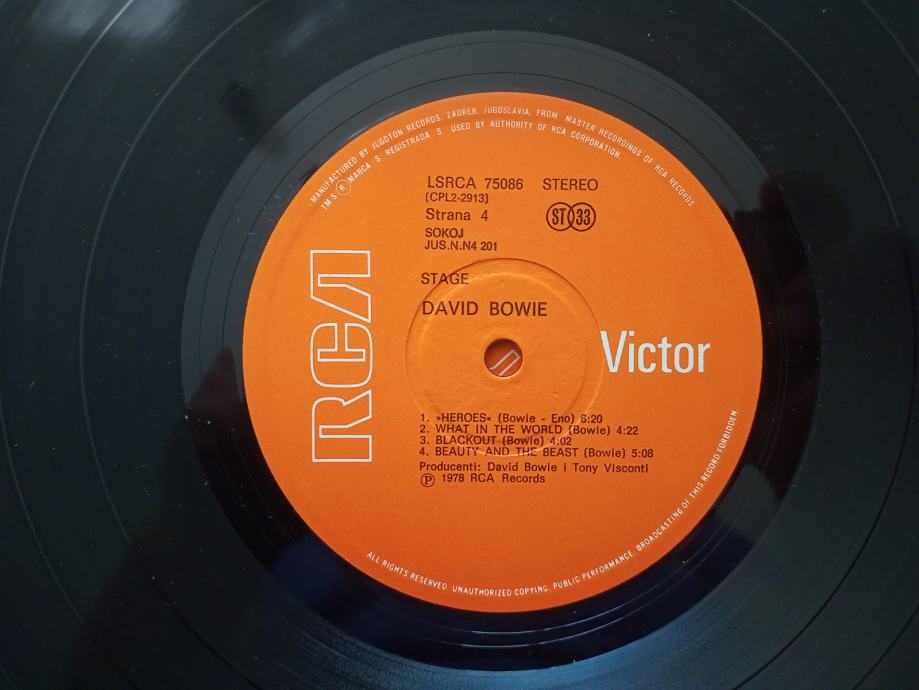 MANUFACTURED BY JUGOTON RECORDS, ZAGREB, JUGOSLAVIA, FROM MASTER RECORDINGS OF RCA RECORDS
TM S ® MARCA S REGISTRADA S USED BY AUTHORITY OF RCA CORPORATION.
LSRCA 75086 STEREO
(CPL2-2913)
Strana 4
ST 33
SOKOJ
JUS.N.N4 201
STAGE
DAVID BOWIE
RCA
Victor
1. »HEROES« (Bowie - Eno) 6:20
2. WHAT IN THE WORLD (Bowie) 4:22
3. BLACKOUT (Bowie) 4:02
4. BEAUTY AND THE BEAST (Bowie) 5:08
Producenti: David Bowie i Tony Visconti
Ⓟ 1978 RCA Records
ALL RIGHTS RESERVED. UNAUTHORIZED COPYING. PUBLIC PERFORMANCE. BROADCASTING OF THIS RECORD FORBIDDEN